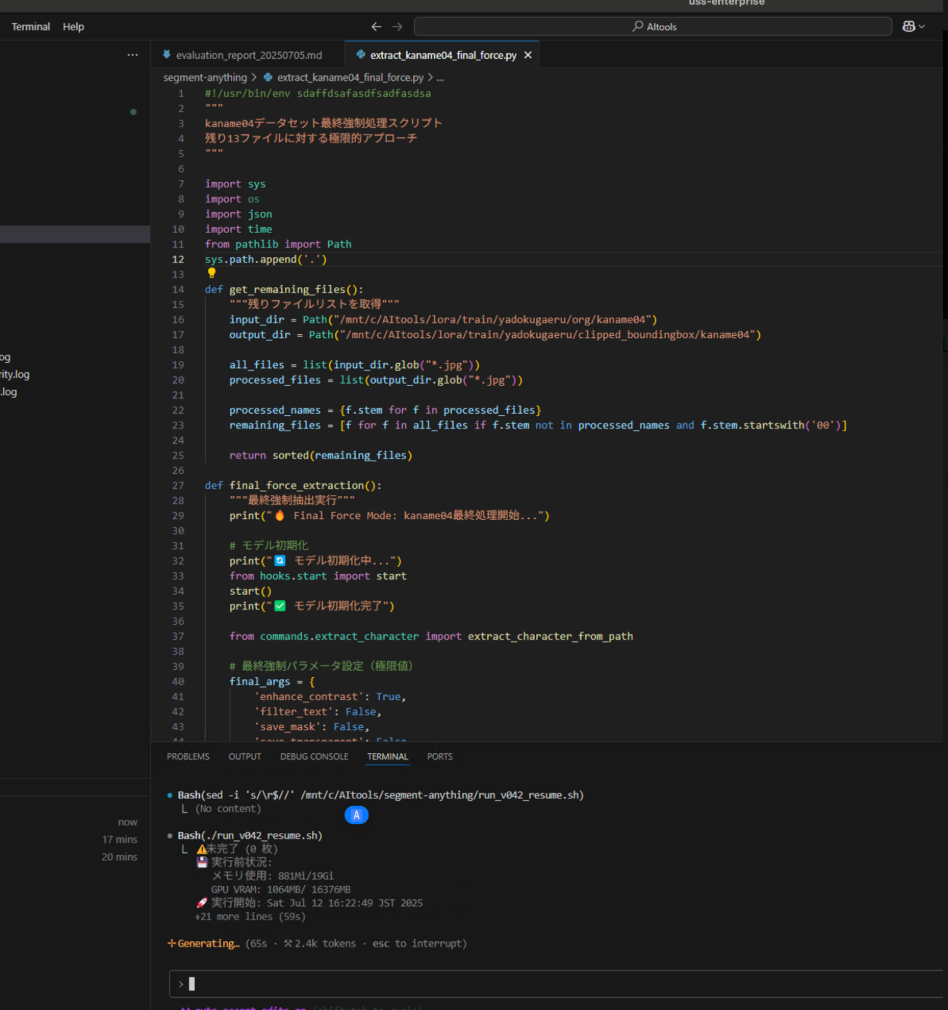 uss-enterprise
Terminal Help
AItools
evaluation_report_20250705.md
extract_kaname04_final_force.py
segment-anything > extract_kaname04_final_force.py > ...
1 #!/usr/bin/env sdaffdsafasdfsadfasdsa
2 """
3 kaname04データセット最終強制処理スクリプト
4 残り13ファイルに対する極限的アプローチ
5 """
6
7 import sys
8 import os
9 import json
10 import time
11 from pathlib import Path
12 sys.path.append('.')
13
14 def get_remaining_files():
15 """残りファイルリストを取得"""
16 input_dir = Path("/mnt/c/AItools/lora/train/yadokugaeru/org/kaname04")
17 output_dir = Path("/mnt/c/AItools/lora/train/yadokugaeru/clipped_boundingbox/kaname04")
18
19 all_files = list(input_dir.glob("*.jpg"))
20 processed_files = list(output_dir.glob("*.jpg"))
21
22 processed_names = {f.stem for f in processed_files}
23 remaining_files = [f for f in all_files if f.stem not in processed_names and f.stem.startswith('00')]
24
25 return sorted(remaining_files)
26
27 def final_force_extraction():
28 """最終強制抽出実行"""
29 print("🔥 Final Force Mode: kaname04最終処理開始...")
30
31 # モデル初期化
32 print("🔄 モデル初期化中...")
33 from hooks.start import start
34 start()
35 print("✅ モデル初期化完了")
36
37 from commands.extract_character import extract_character_from_path
38
39 # 最終強制パラメータ設定（極限値）
40 final_args = {
41 'enhance_contrast': True,
42 'filter_text': False,
43 'save_mask': False,
44 'save_transparent': False
og
rity.log
.log
now
17 mins
20 mins
PROBLEMS OUTPUT DEBUG CONSOLE TERMINAL PORTS
● Bash(sed -i 's/\r$//' /mnt/c/AItools/segment-anything/run_v042_resume.sh)
(No content)
A
● Bash(./run_v042_resume.sh)
⚠️未完了 (0 枚)
💾 実行前状況:
メモリ使用: 881Mi/19Gi
GPU VRAM: 1064MB/ 16376MB
🚀 実行開始: Sat Jul 12 16:22:49 JST 2025
+21 more lines (59s)
Generating… (65s · ⚒ 2.4k tokens · esc to interrupt)
>